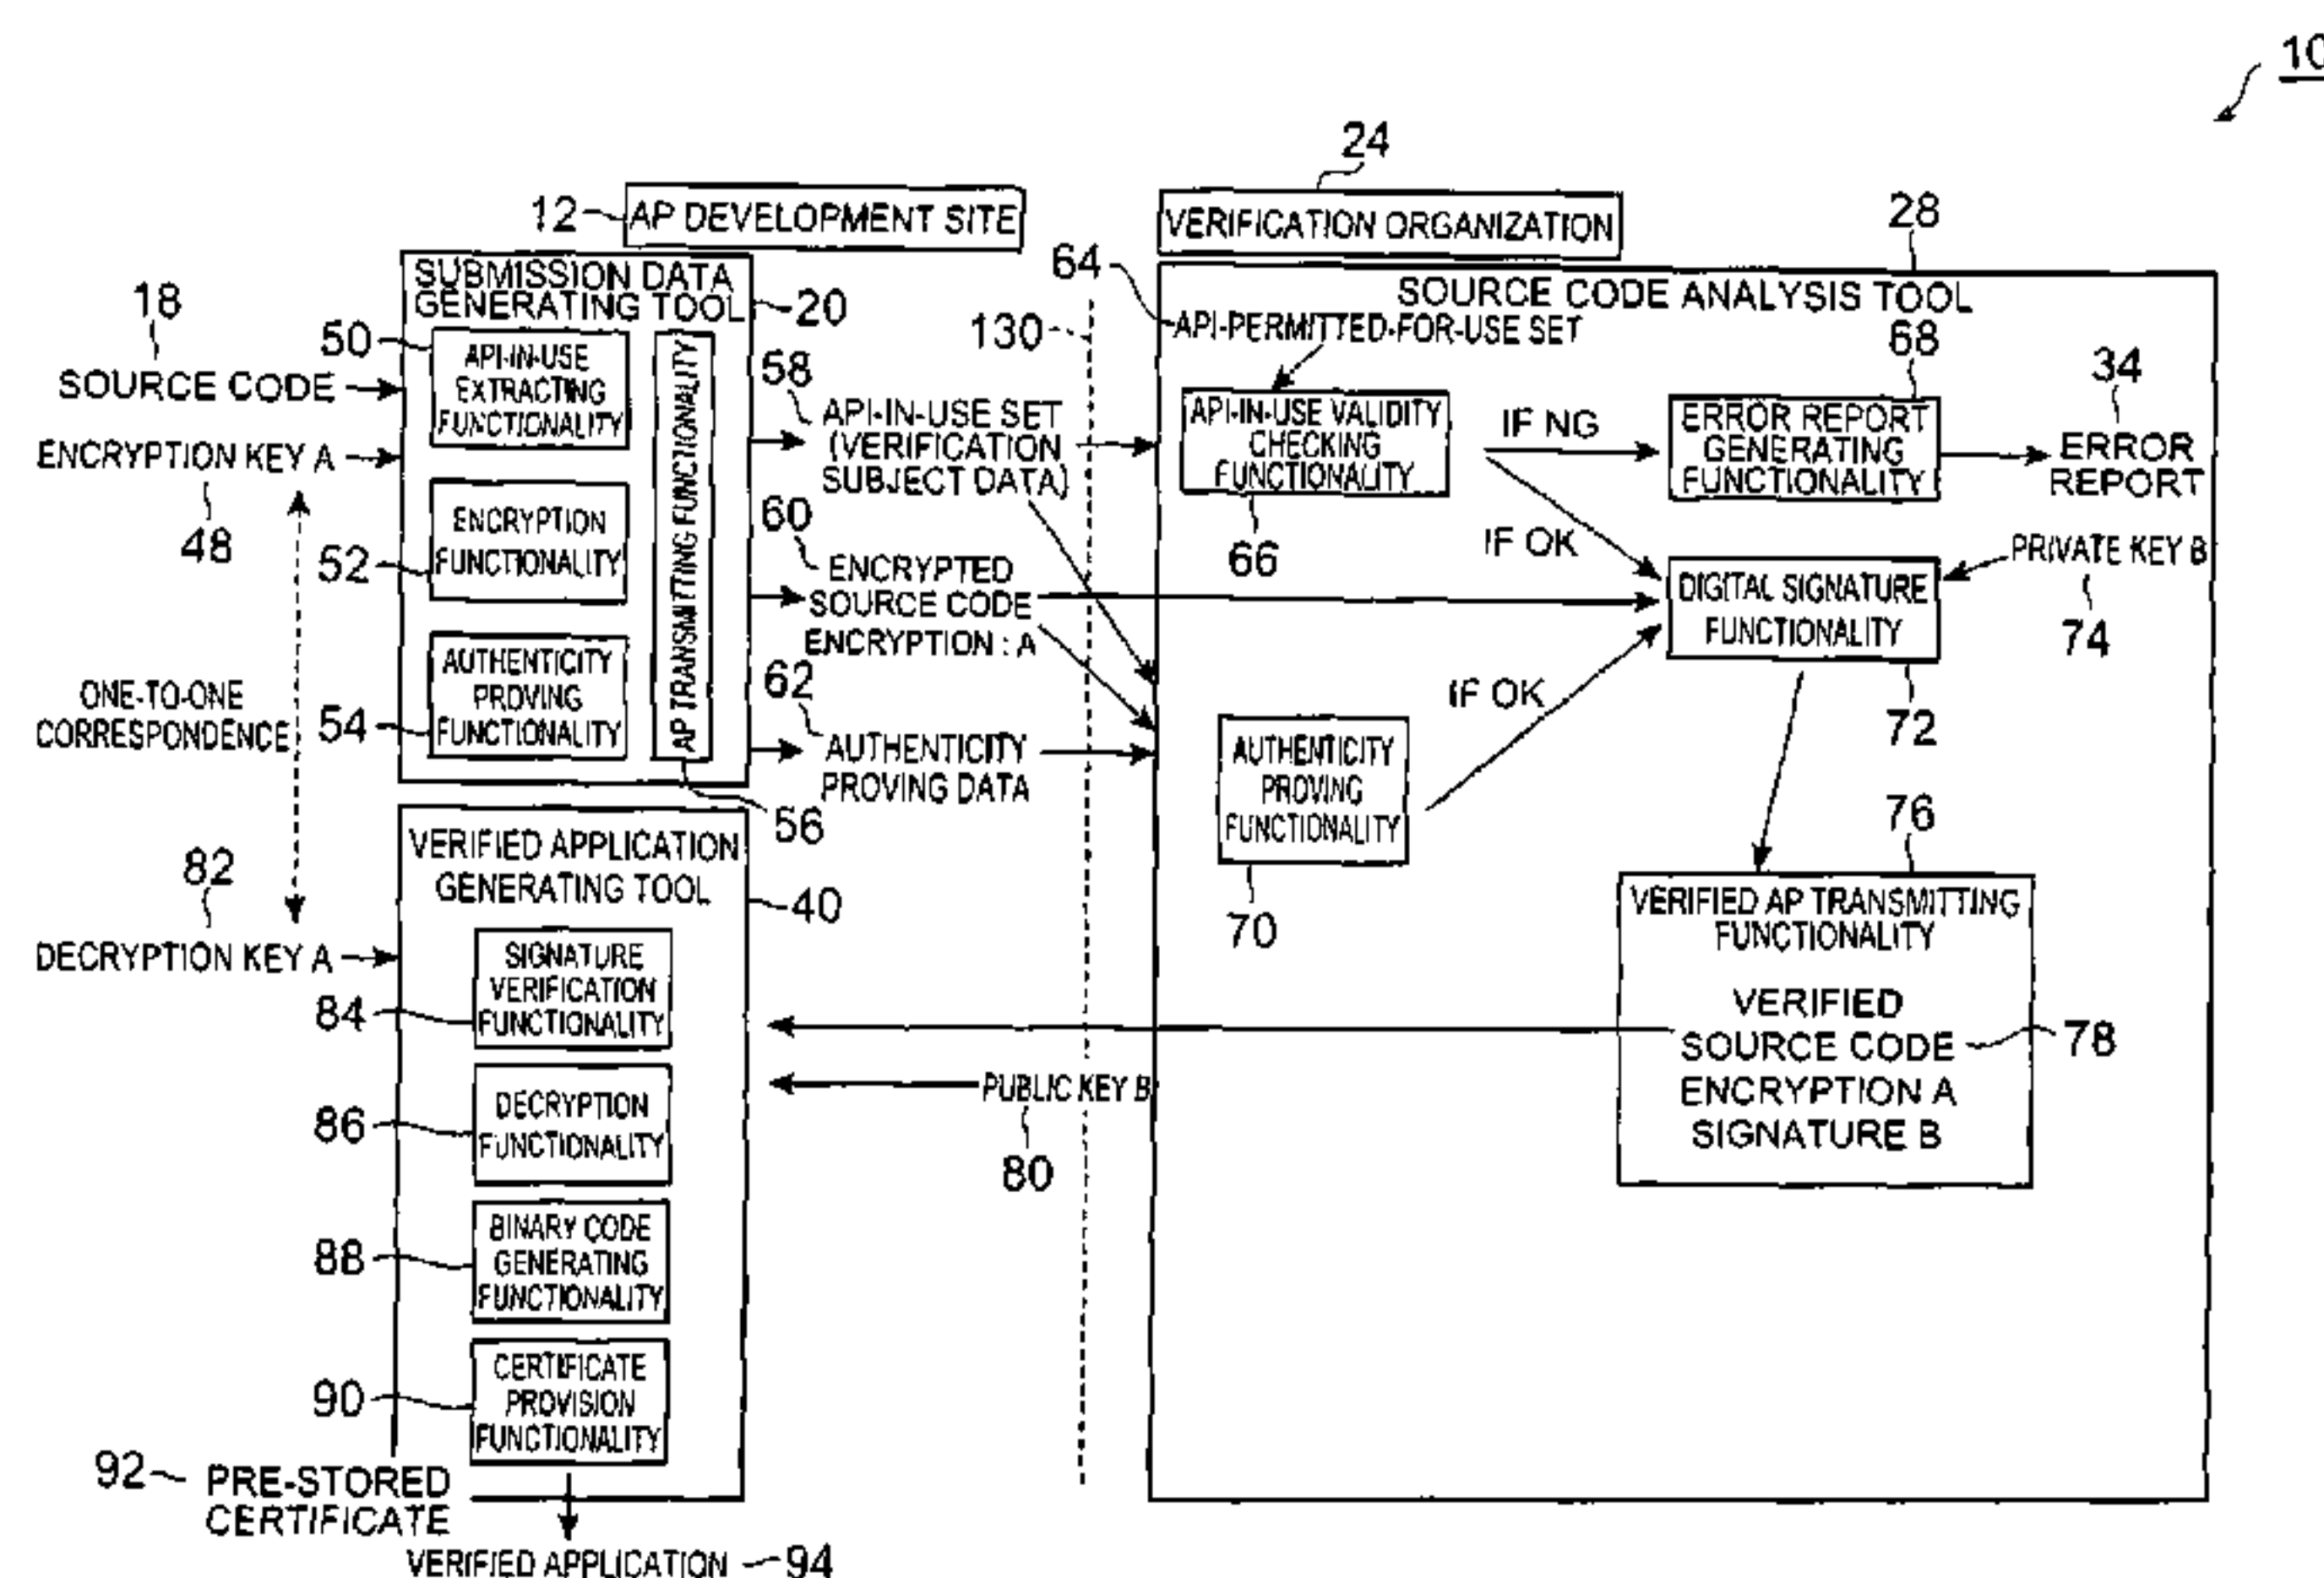 10
24
12
AP DEVELOPMENT SITE
VERIFICATION ORGANIZATION
28
18
SUBMISSION DATA
GENERATING TOOL
20
50
API-IN-USE
EXTRACTING
FUNCTIONALITY
SOURCE CODE
ENCRYPTION KEY A
48
52
ENCRYPTION
FUNCTIONALITY
54
AUTHENTICITY
PROVING
FUNCTIONALITY
AP TRANSMITTING FUNCTIONALITY
56
ONE-TO-ONE
CORRESPONDENCE
58
API-IN-USE SET
(VERIFICATION
SUBJECT DATA)
60
ENCRYPTED
SOURCE CODE
ENCRYPTION : A
62
AUTHENTICITY
PROVING DATA
130
64
SOURCE CODE ANALYSIS TOOL
API-PERMITTED-FOR-USE SET
68
34
API-IN-USE VALIDITY
CHECKING
FUNCTIONALITY
66
IF NG
ERROR REPORT
GENERATING
FUNCTIONALITY
ERROR
REPORT
IF OK
PRIVATE KEY B
74
DIGITAL SIGNATURE
FUNCTIONALITY
72
IF OK
AUTHENTICITY
PROVING
FUNCTIONALITY
70
76
VERIFIED AP TRANSMITTING
FUNCTIONALITY
VERIFIED
SOURCE CODE
78
ENCRYPTION A
SIGNATURE B
VERIFIED APPLICATION
GENERATING TOOL
40
82
DECRYPTION KEY A
84
SIGNATURE
VERIFICATION
FUNCTIONALITY
PUBLIC KEY B
80
86
DECRYPTION
FUNCTIONALITY
88
BINARY CODE
GENERATING
FUNCTIONALITY
90
CERTIFICATE
PROVISION
FUNCTIONALITY
92
PRE-STORED
CERTIFICATE
VERIFIED APPLICATION
94